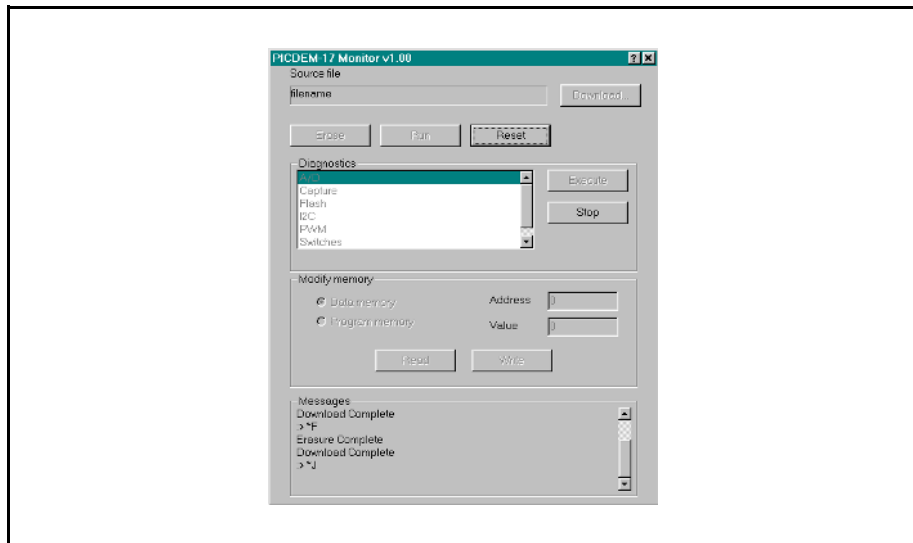 PICDEM-17 Monitor v1.00
Source file
filename
Download...
Erase Run Reset
Diagnostics
A/D
Capture
Flash
I2C
PWM
Switches
Execute
Stop
Modify memory
Data memory
Program memory
Address 0
Value 0
Read Write
Messages
Download Complete
> *F
Erasure Complete
Download Complete
> *J